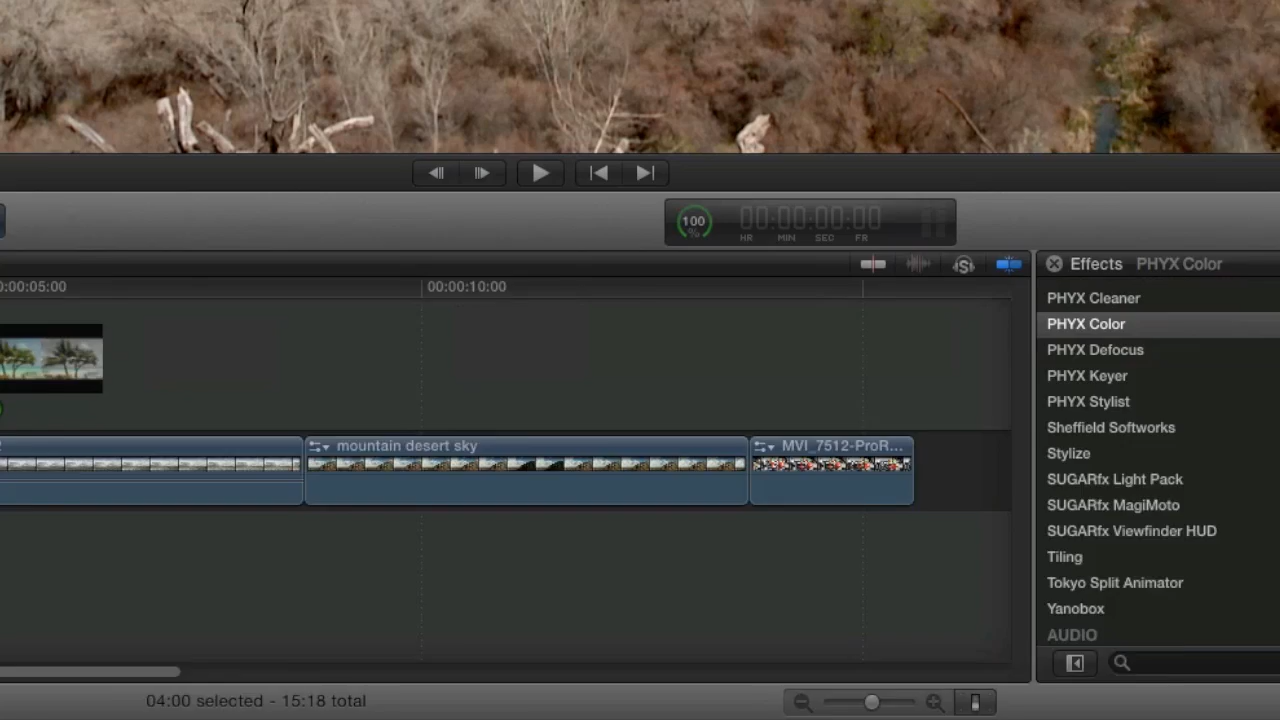 100
%
00:00:00:00
HR MIN SEC FR
Effects PHYX Color
0:00:05:00
00:00:10:00
PHYX Cleaner
PHYX Color
PHYX Defocus
PHYX Keyer
PHYX Stylist
Sheffield Softworks
Stylize
SUGARfx Light Pack
SUGARfx MagiMoto
SUGARfx Viewfinder HUD
Tiling
Tokyo Split Animator
Yanobox
AUDIO
mountain desert sky
MVI_7512-ProR...
04:00 selected - 15:18 total